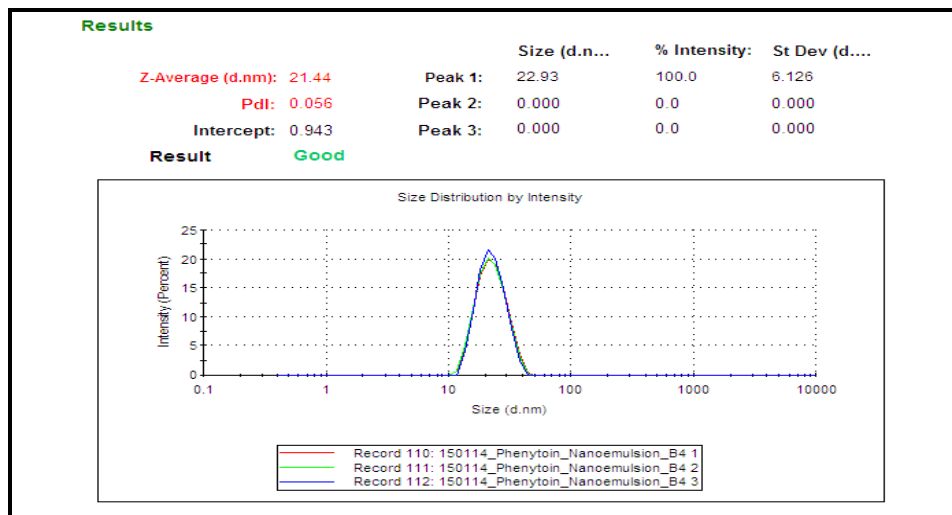 Results
Size (d.n... % Intensity: St Dev (d....
Z-Average (d.nm): 21.44 Peak 1: 22.93 100.0 6.126
PdI: 0.056 Peak 2: 0.000 0.0 0.000
Intercept: 0.943 Peak 3: 0.000 0.0 0.000
Result Good
Size Distribution by Intensity
Intensity (Percent)
25
20
15
10
5
0
0.1 1 10 100 1000 10000
Size (d.nm)
Record 110: 150114_Phenytoin_Nanoemulsion_B4 1
Record 111: 150114_Phenytoin_Nanoemulsion_B4 2
Record 112: 150114_Phenytoin_Nanoemulsion_B4 3